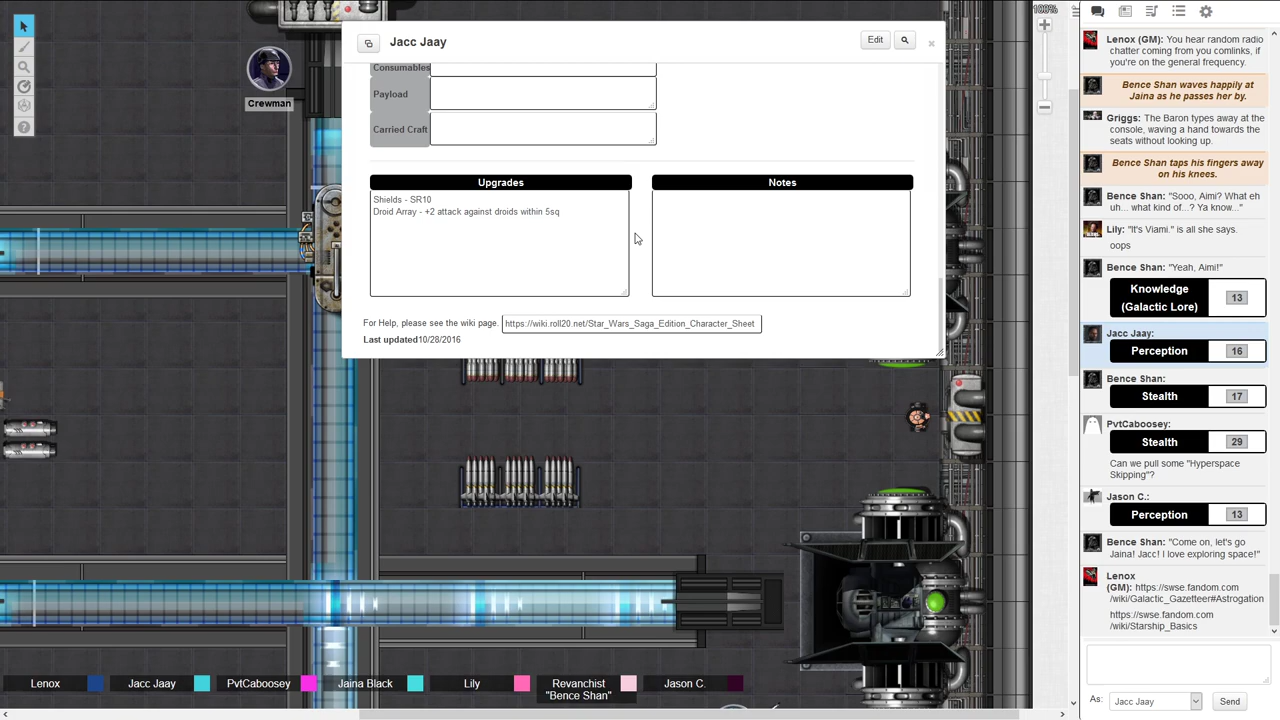 Crewman
Jacc Jaay
Edit
Consumables
Payload
Carried Craft
Upgrades
Notes
Shields - SR10
Droid Array - +2 attack against droids within 5sq
For Help, please see the wiki page.
https://wiki.roll20.net/Star_Wars_Saga_Edition_Character_Sheet
Last updated10/28/2016
100%
Lenox (GM): You hear random radio
chatter coming from you comlinks, if
you're on the general frequency.
Bence Shan waves happily at
Jaina as he passes her by.
Griggs: The Baron types away at the
console, waving a hand towards the
seats without looking up.
Bence Shan taps his fingers away
on his knees.
Bence Shan: "Sooo, Aimi? What eh
uh... what kind of...? Ya know..."
Lily: "It's Viami." is all she says.
oops
Bence Shan: "Yeah, Aimi!"
Knowledge
(Galactic Lore)
13
Jacc Jaay:
Perception
16
Bence Shan:
Stealth
17
PvtCaboosey:
Stealth
29
Can we pull some "Hyperspace
Skipping"?
Jason C.:
Perception
13
Bence Shan: "Come on, let's go
Jaina! Jacc! I love exploring space!"
Lenox
(GM): https://swse.fandom.com
/wiki/Galactic_Gazetteer#Astrogation
https://swse.fandom.com
/wiki/Starship_Basics
Lenox
Jacc Jaay
PvtCaboosey
Jaina Black
Lily
Revanchist
"Bence Shan"
Jason C.
As:
Jacc Jaay
Send